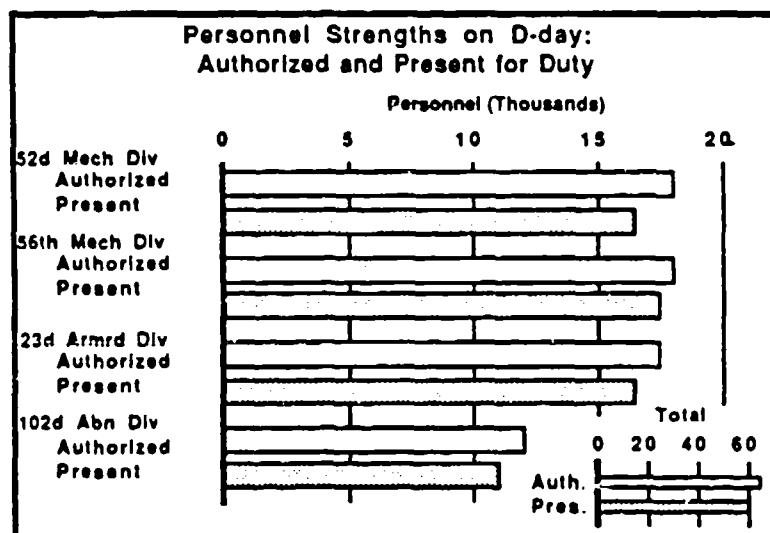 Personnel Strengths on D-day:
Authorized and Present for Duty
Personnel (Thousands)
0 5 10 15 20
52d Mech Div
Authorized
Present
56th Mech Div
Authorized
Present
23d Armrd Div
Authorized
Present
102d Abn Div
Authorized
Present
Total
0 20 40 60
Auth.
Pres.